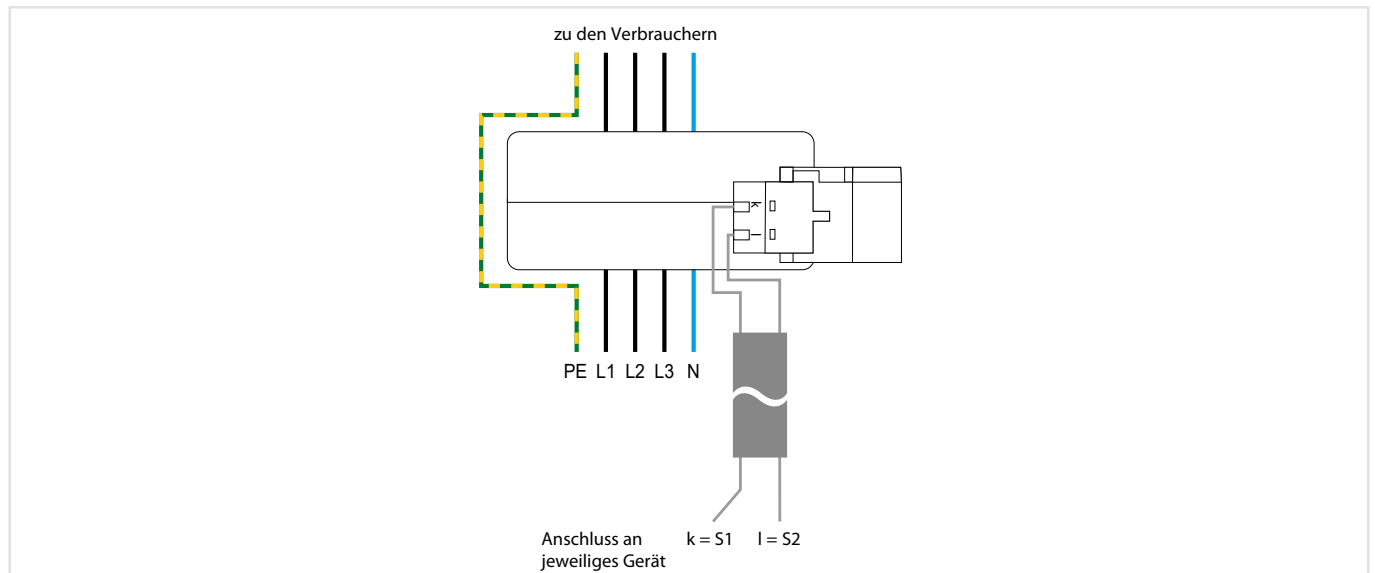 zu den Verbrauchern
k
l
PE L1 L2 L3 N
Anschluss an k = S1 l = S2
jeweiliges Gerät